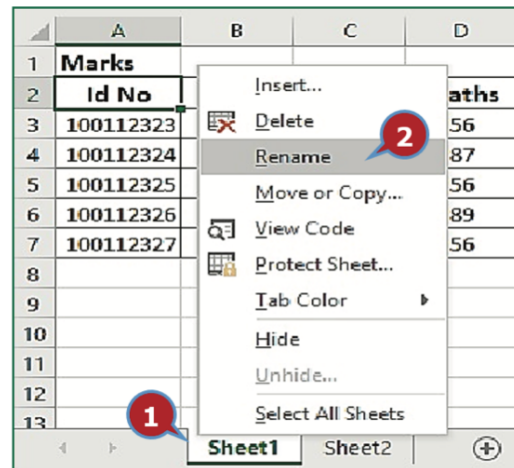 A B C D
1 Marks
2 Id No aths
3 100112323 56
4 100112324 87
5 100112325 56
6 100112326 89
7 100112327 56
8
9
10
11
12
13
Insert...
Delete
Rename
2
Move or Copy...
View Code
Protect Sheet...
Tab Color
Hide
Unhide...
Select All Sheets
1
Sheet1 Sheet2